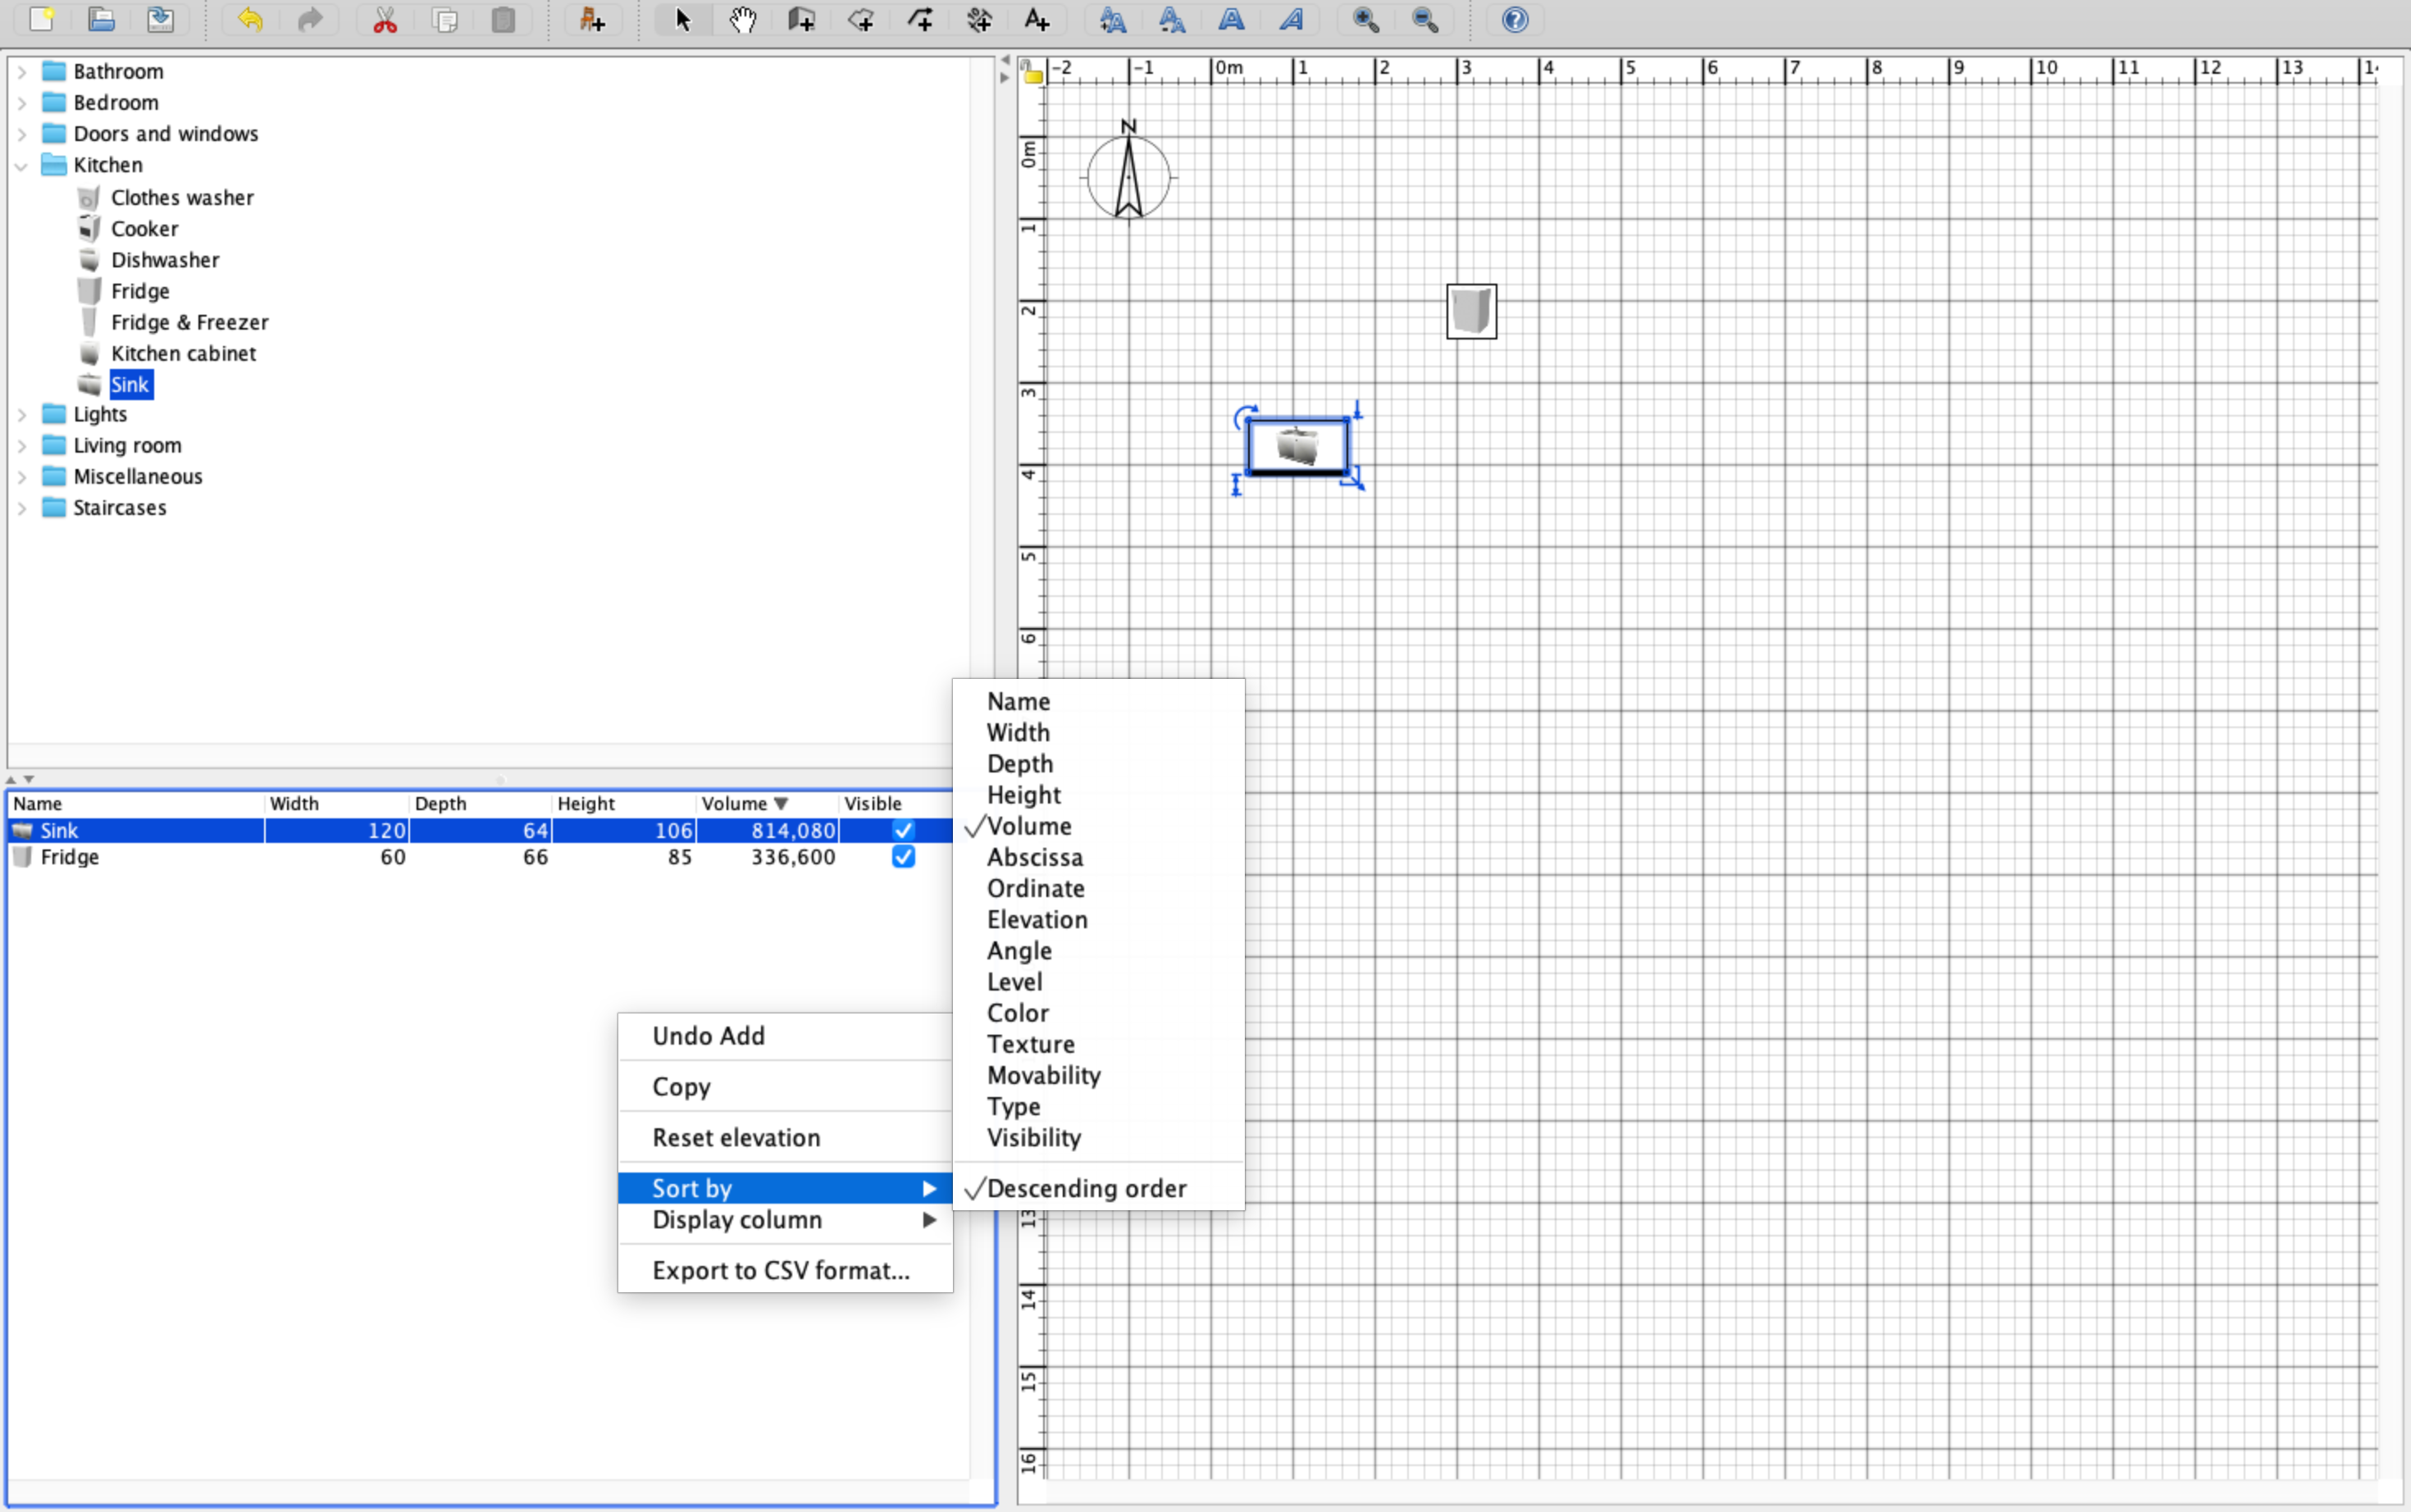 Bathroom
Bedroom
Doors and windows
Kitchen
Clothes washer
Cooker
Dishwasher
Fridge
Fridge & Freezer
Kitchen cabinet
Sink
Lights
Living room
Miscellaneous
Staircases
Name Width Depth Height Volume Visible
Sink 120 64 106 814,080
Fridge 60 66 85 336,600
Undo Add
Copy
Reset elevation
Sort by
Display column
Export to CSV format...
Name
Width
Depth
Height
Volume
Abscissa
Ordinate
Elevation
Angle
Level
Color
Texture
Movability
Type
Visibility
Descending order
-2 -1 0m 1 2 3 4 5 6 7 8 9 10 11 12 13
N
0m
1
2
3
4
5
6
13
14
15
16